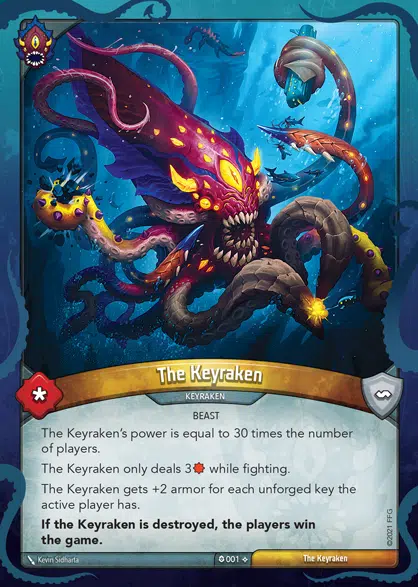 The Keyraken
*
~
KEYRAKEN
BEAST
The Keyraken's power is equal to 30 times the number
of players.
The Keyraken only deals 3 while fighting.
The Keyraken gets +2 armor for each unforged key the
active player has.
If the Keyraken is destroyed, the players win
the game.
©2021 FFG
Kevin Sidharta
001
The Keyraken